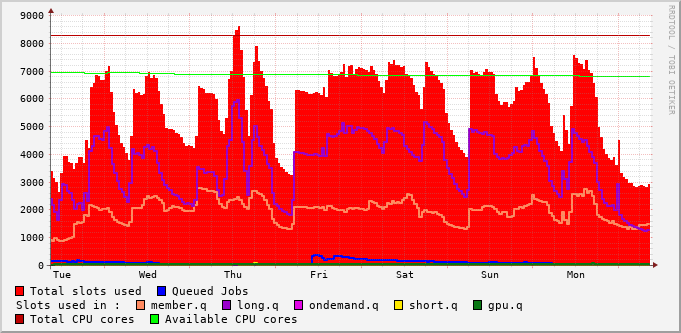 9000
8000
7000
6000
5000
4000
3000
2000
1000
0
Tue Wed Thu Fri Sat Sun Mon
RRDTOOL / TOBI OETIKER
Total slots used Queued Jobs
Slots used in : member.q long.q ondemand.q short.q gpu.q
Total CPU cores Available CPU cores